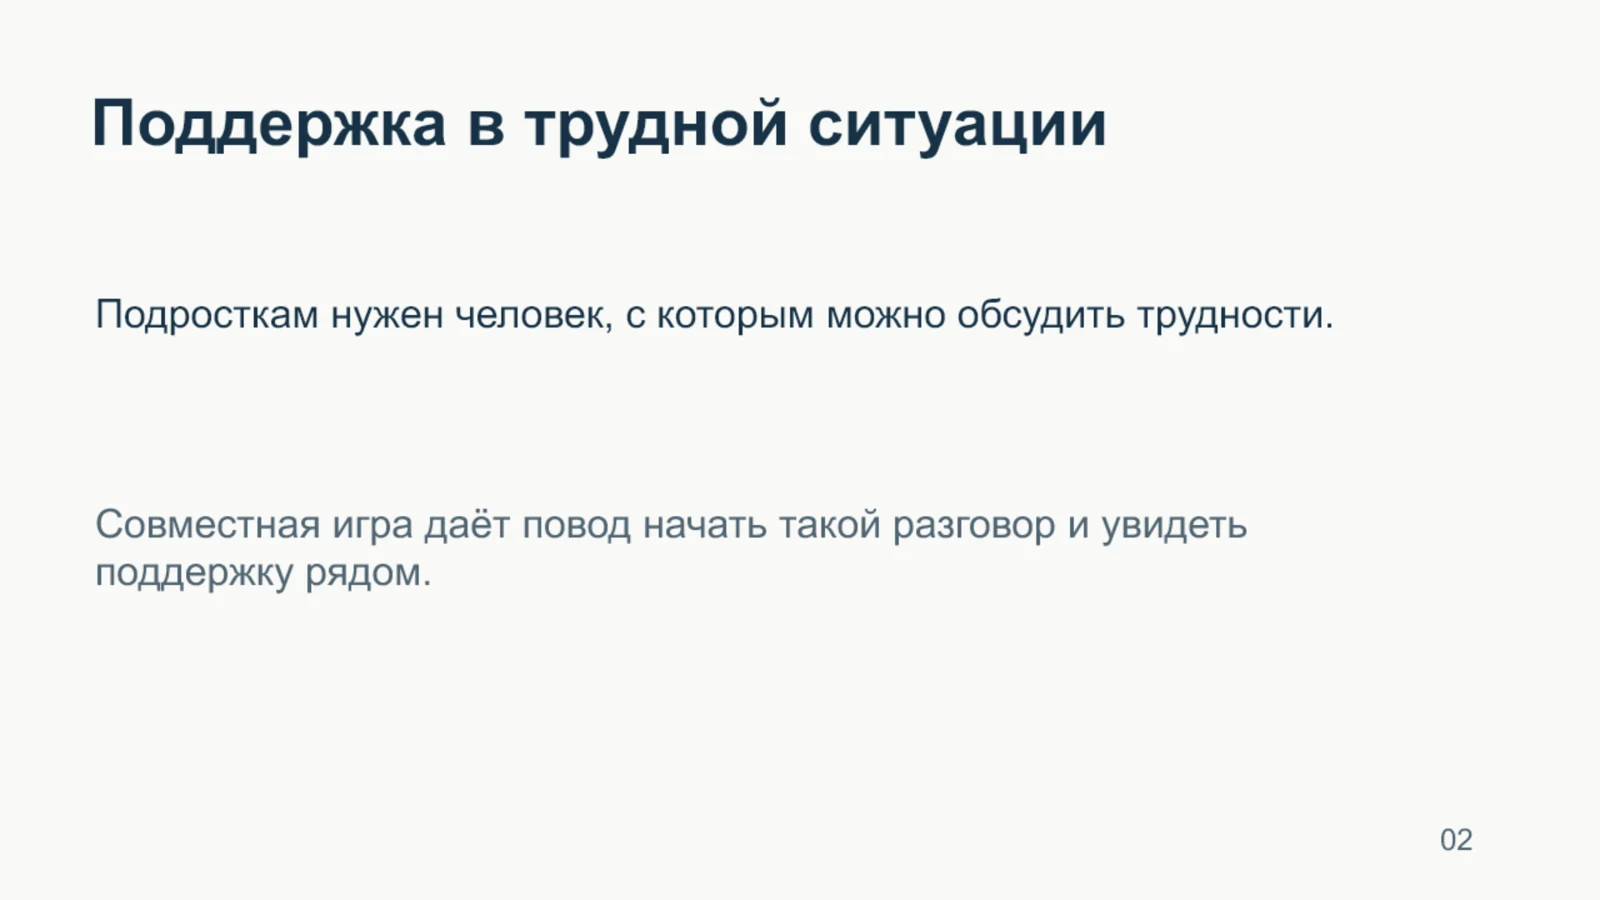 Поддержка в трудной ситуации
Подросткам нужен человек, с которым можно обсудить трудности.
Совместная игра даёт повод начать такой разговор и увидеть
поддержку рядом.
02